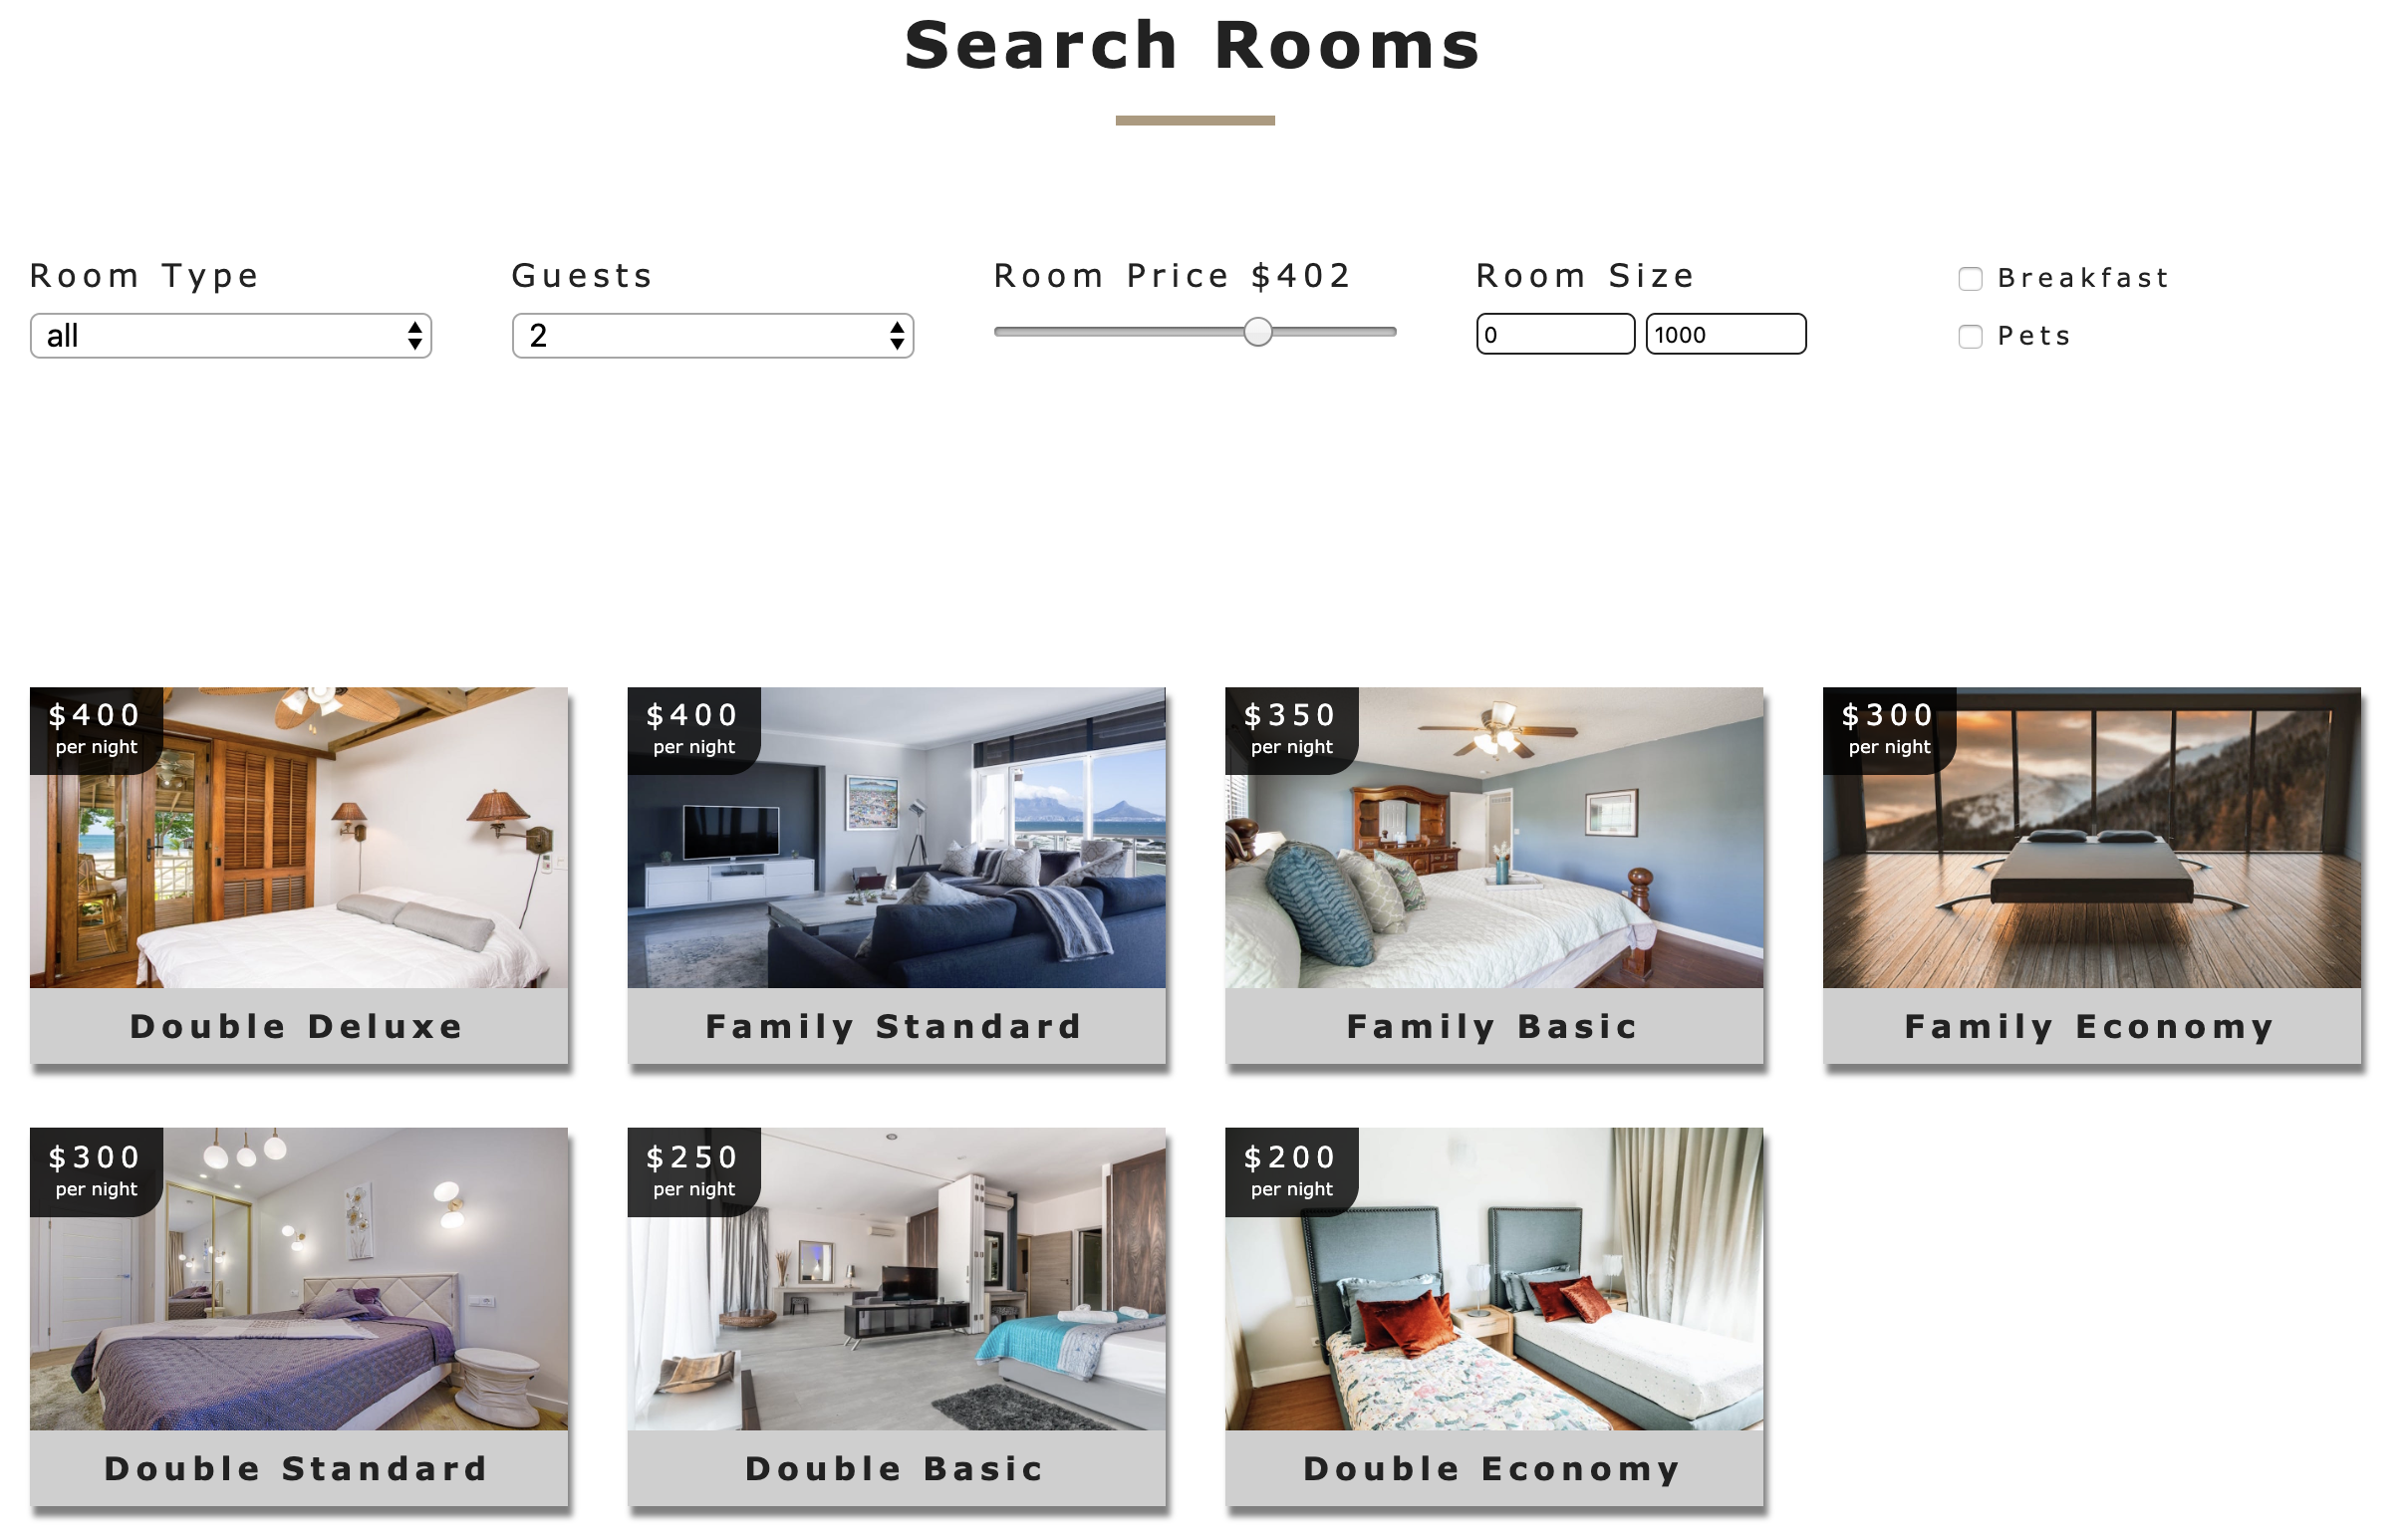 Search Rooms
Room Type
Guests
Room Price $402
Room Size
Breakfast
all
2
0
1000
Pets
$400
per night
$400
per night
$350
per night
$300
per night
Double Deluxe
Family Standard
Family Basic
Family Economy
$300
per night
$250
per night
$200
per night
Double Standard
Double Basic
Double Economy